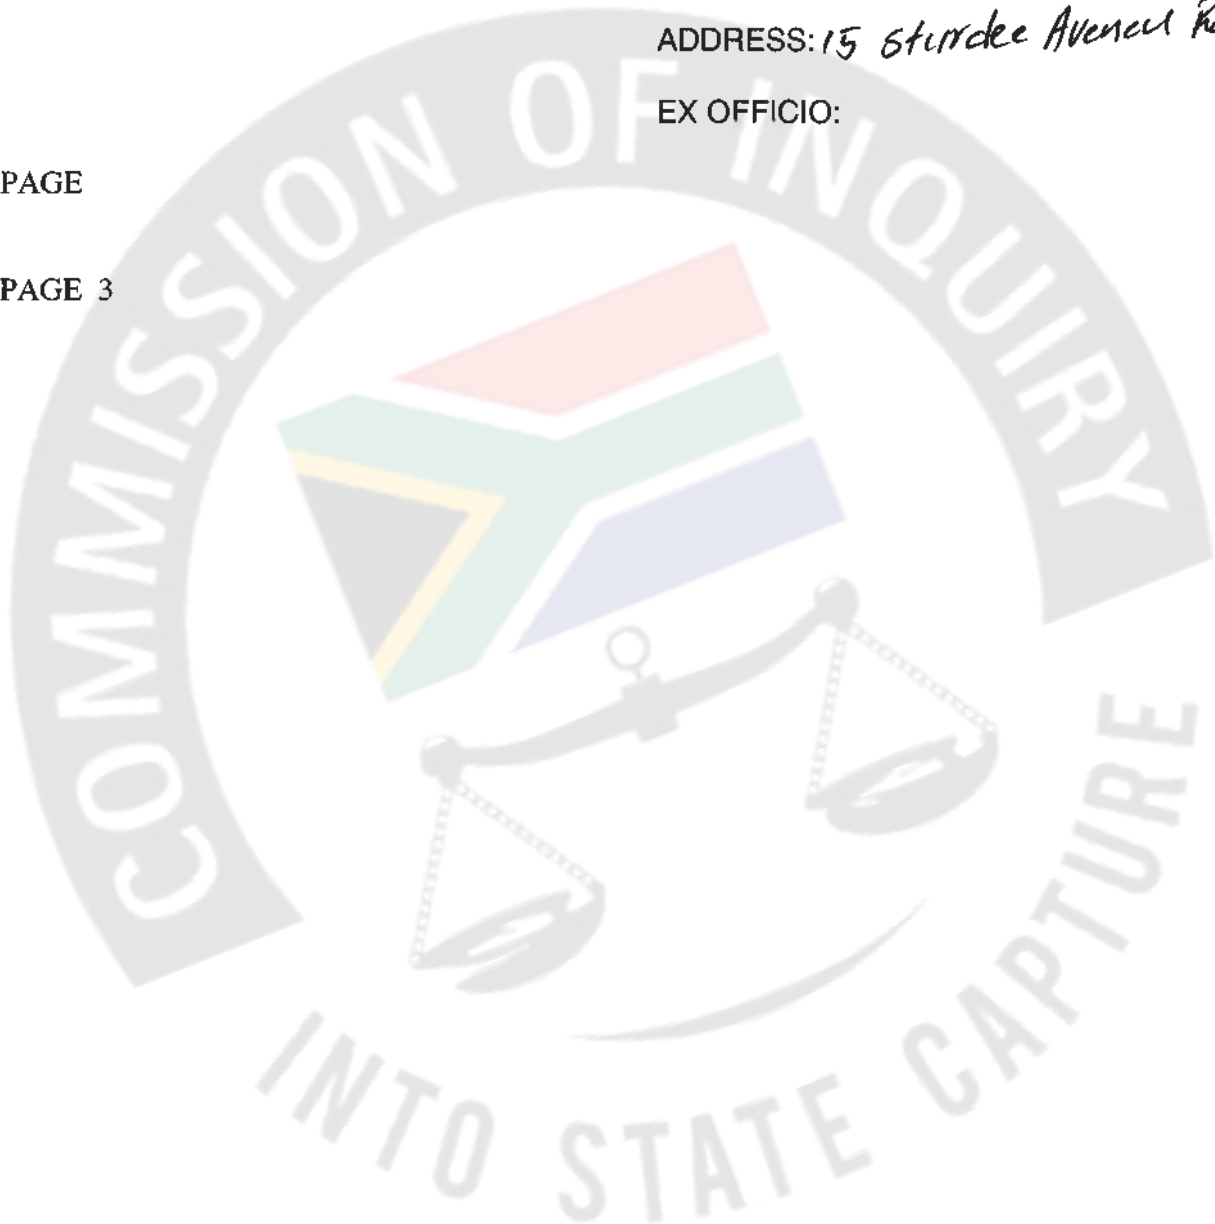 ADDRESS: 15 Sturdee Avenue
EX OFFICIO:
PAGE
PAGE 3
COMMISSION OF INQUIRY
INTO STATE CAPTURE